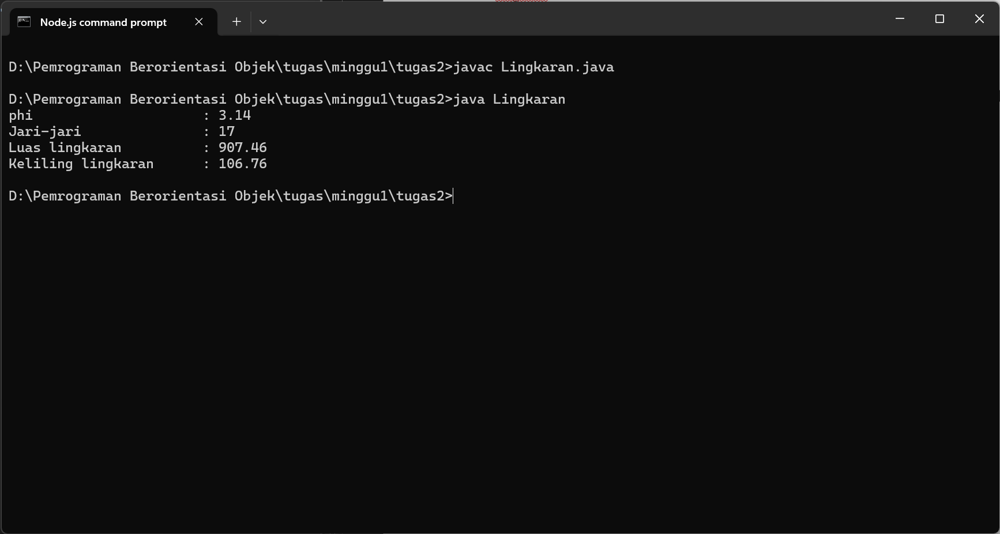 Node.js command prompt
D:\Pemrograman Berorientasi Objek\tugas\minggu1\tugas2>javac Lingkaran.java
D:\Pemrograman Berorientasi Objek\tugas\minggu1\tugas2>java Lingkaran
phi : 3.14
Jari-jari : 17
Luas lingkaran : 907.46
Keliling lingkaran : 106.76
D:\Pemrograman Berorientasi Objek\tugas\minggu1\tugas2>